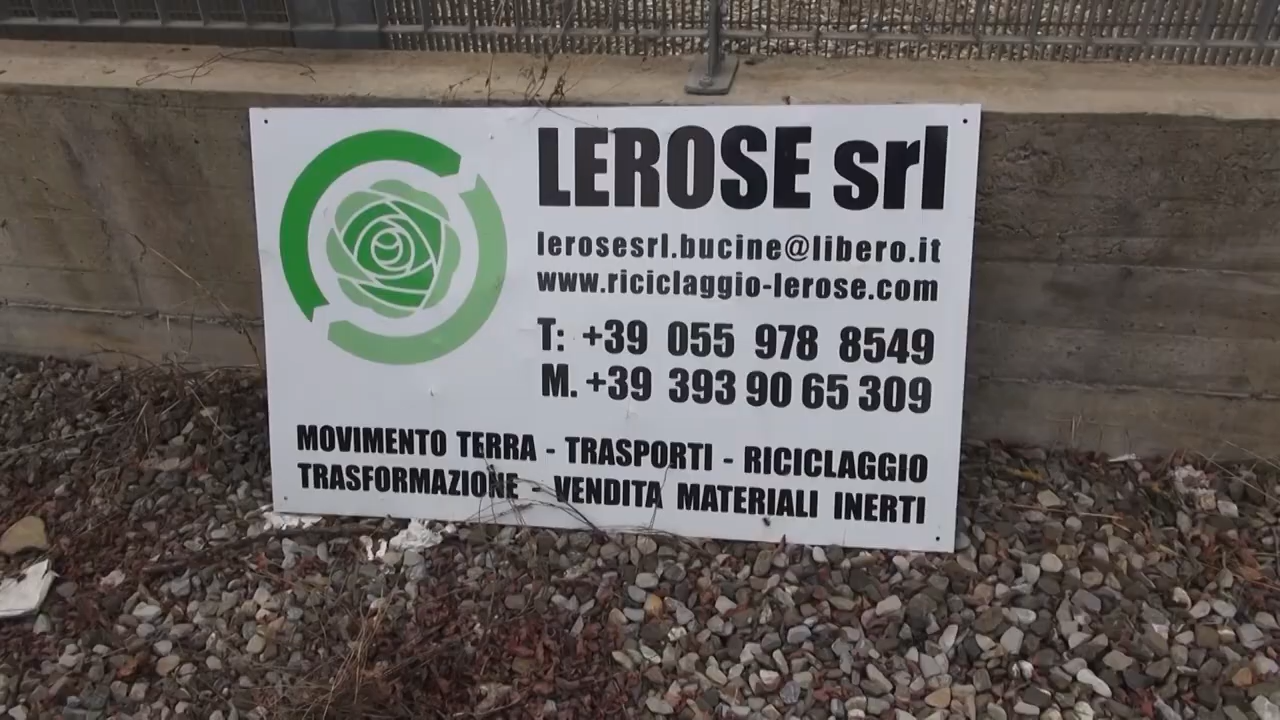 LEROSE srl
lerosesrl.bucine@libero.it
www.riciclaggio-lerose.com
T: +39 055 978 8549
M. +39 393 90 65 309
MOVIMENTO TERRA - TRASPORTI - RICICLAGGIO
TRASFORMAZIONE - VENDITA MATERIALI INERTI